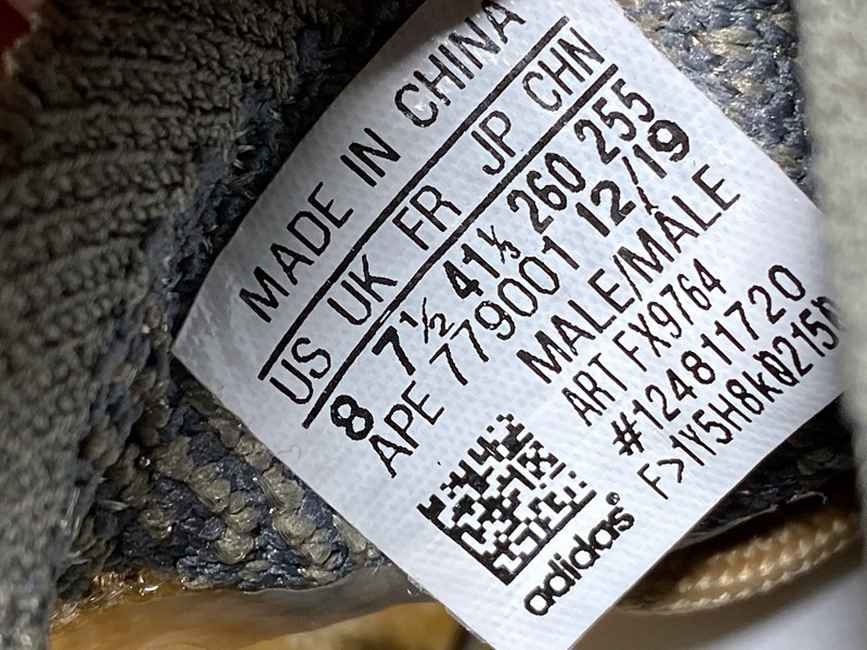 MADE IN CHINA
US UK FR JP CHN
8 7½ 41⅓ 260 255
APE 779001 12/19
MALE/MÂLE
ART FX9764
#124811720
adidas®